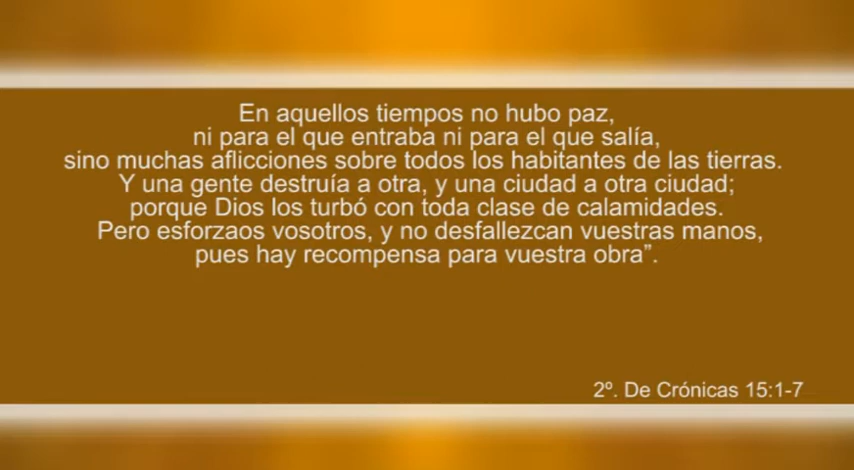 En aquellos tiempos no hubo paz,
ni para el que entraba ni para el que salía,
sino muchas aflicciones sobre todos los habitantes de las tierras.
Y una gente destruía a otra, y una ciudad a otra ciudad;
porque Dios los turbó con toda clase de calamidades.
Pero esforzaos vosotros, y no desfallezcan vuestras manos,
pues hay recompensa para vuestra obra”.
2º. De Crónicas 15:1-7